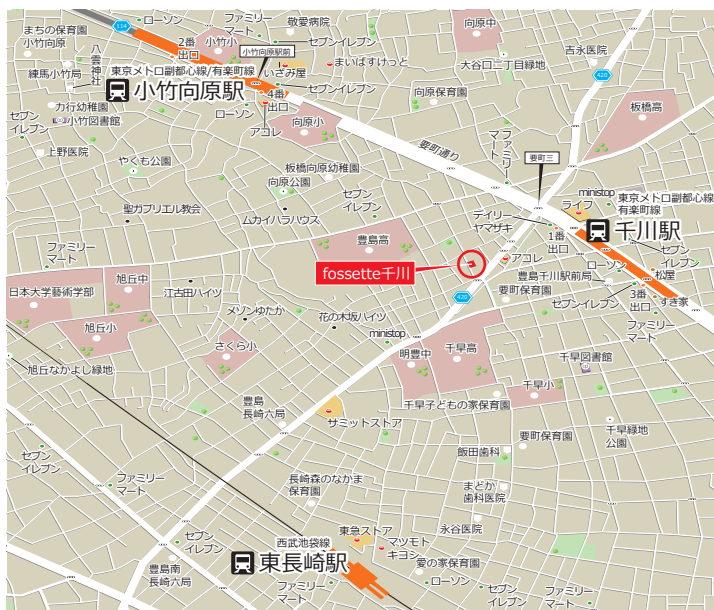 114
ローソン
ファミリー
マート
敬愛病院
向原中
まちの保育園
小竹向原
2番
出口
小竹小
セブンイレブン
小竹向原駅前
大谷口二丁目緑地
吉永医院
八雲神社
練馬小竹局
東京メトロ副都心線/有楽町線
小竹向原駅
いさみ屋
まいばすけっと
セブンイレブン
420
4番
出口
向原保育園
板橋高
カ行幼稚園
小竹図書館
セブン
イレブン
ローソン
アコレ
向原小
ファミリー
マート
上野医院
やくも公園
要町通り
要町三
板橋向原幼稚園
向原公園
セブン
イレブン
ministop
ライフ
東京メトロ副都心線
有楽町線
千川駅
聖ガブリエル教会
ムカイハラハウス
デイリー
ヤマザキ
1番
出口
ファミリー
マート
豊島高
アコレ
セブン
イレブン
fossette千川
豊島千川駅前局
ローソン
松屋
日本大学藝術学部
旭丘中
江古田ハイツ
420
要町保育園
セブンイレブン
3番
出口
すき家
メゾンゆたか
花の木坂ハイツ
ファミリー
マート
旭丘小
ministop
さくら小
明豊中
千早高
千早図書館
旭丘なかよし緑地
千早小
豊島
長崎六局
千早子どもの家保育園
サミットストア
要町保育園
千早緑地
公園
セブン
イレブン
飯田歯科
ファミリー
マート
長崎森のなかま
保育園
まどか
歯科医院
東急ストア
永谷医院
セブン
イレブン
西武池袋線
東長崎駅
マツモト
キヨシ
愛の家保育園
豊島南
長崎六局
ファミリー
マート
ローソン
セブン
イレブン
ファミリー
マート